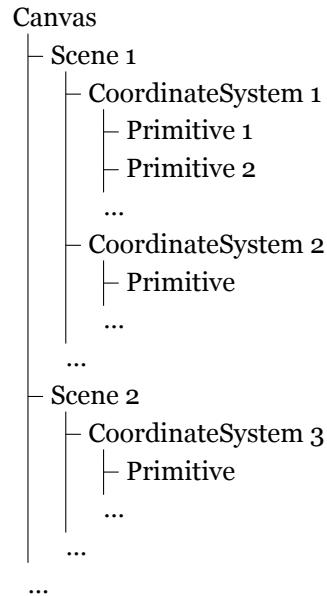 Canvas
Scene 1
CoordinateSystem 1
Primitive 1
Primitive 2
...
CoordinateSystem 2
Primitive
...
...
Scene 2
CoordinateSystem 3
Primitive
...
...
...